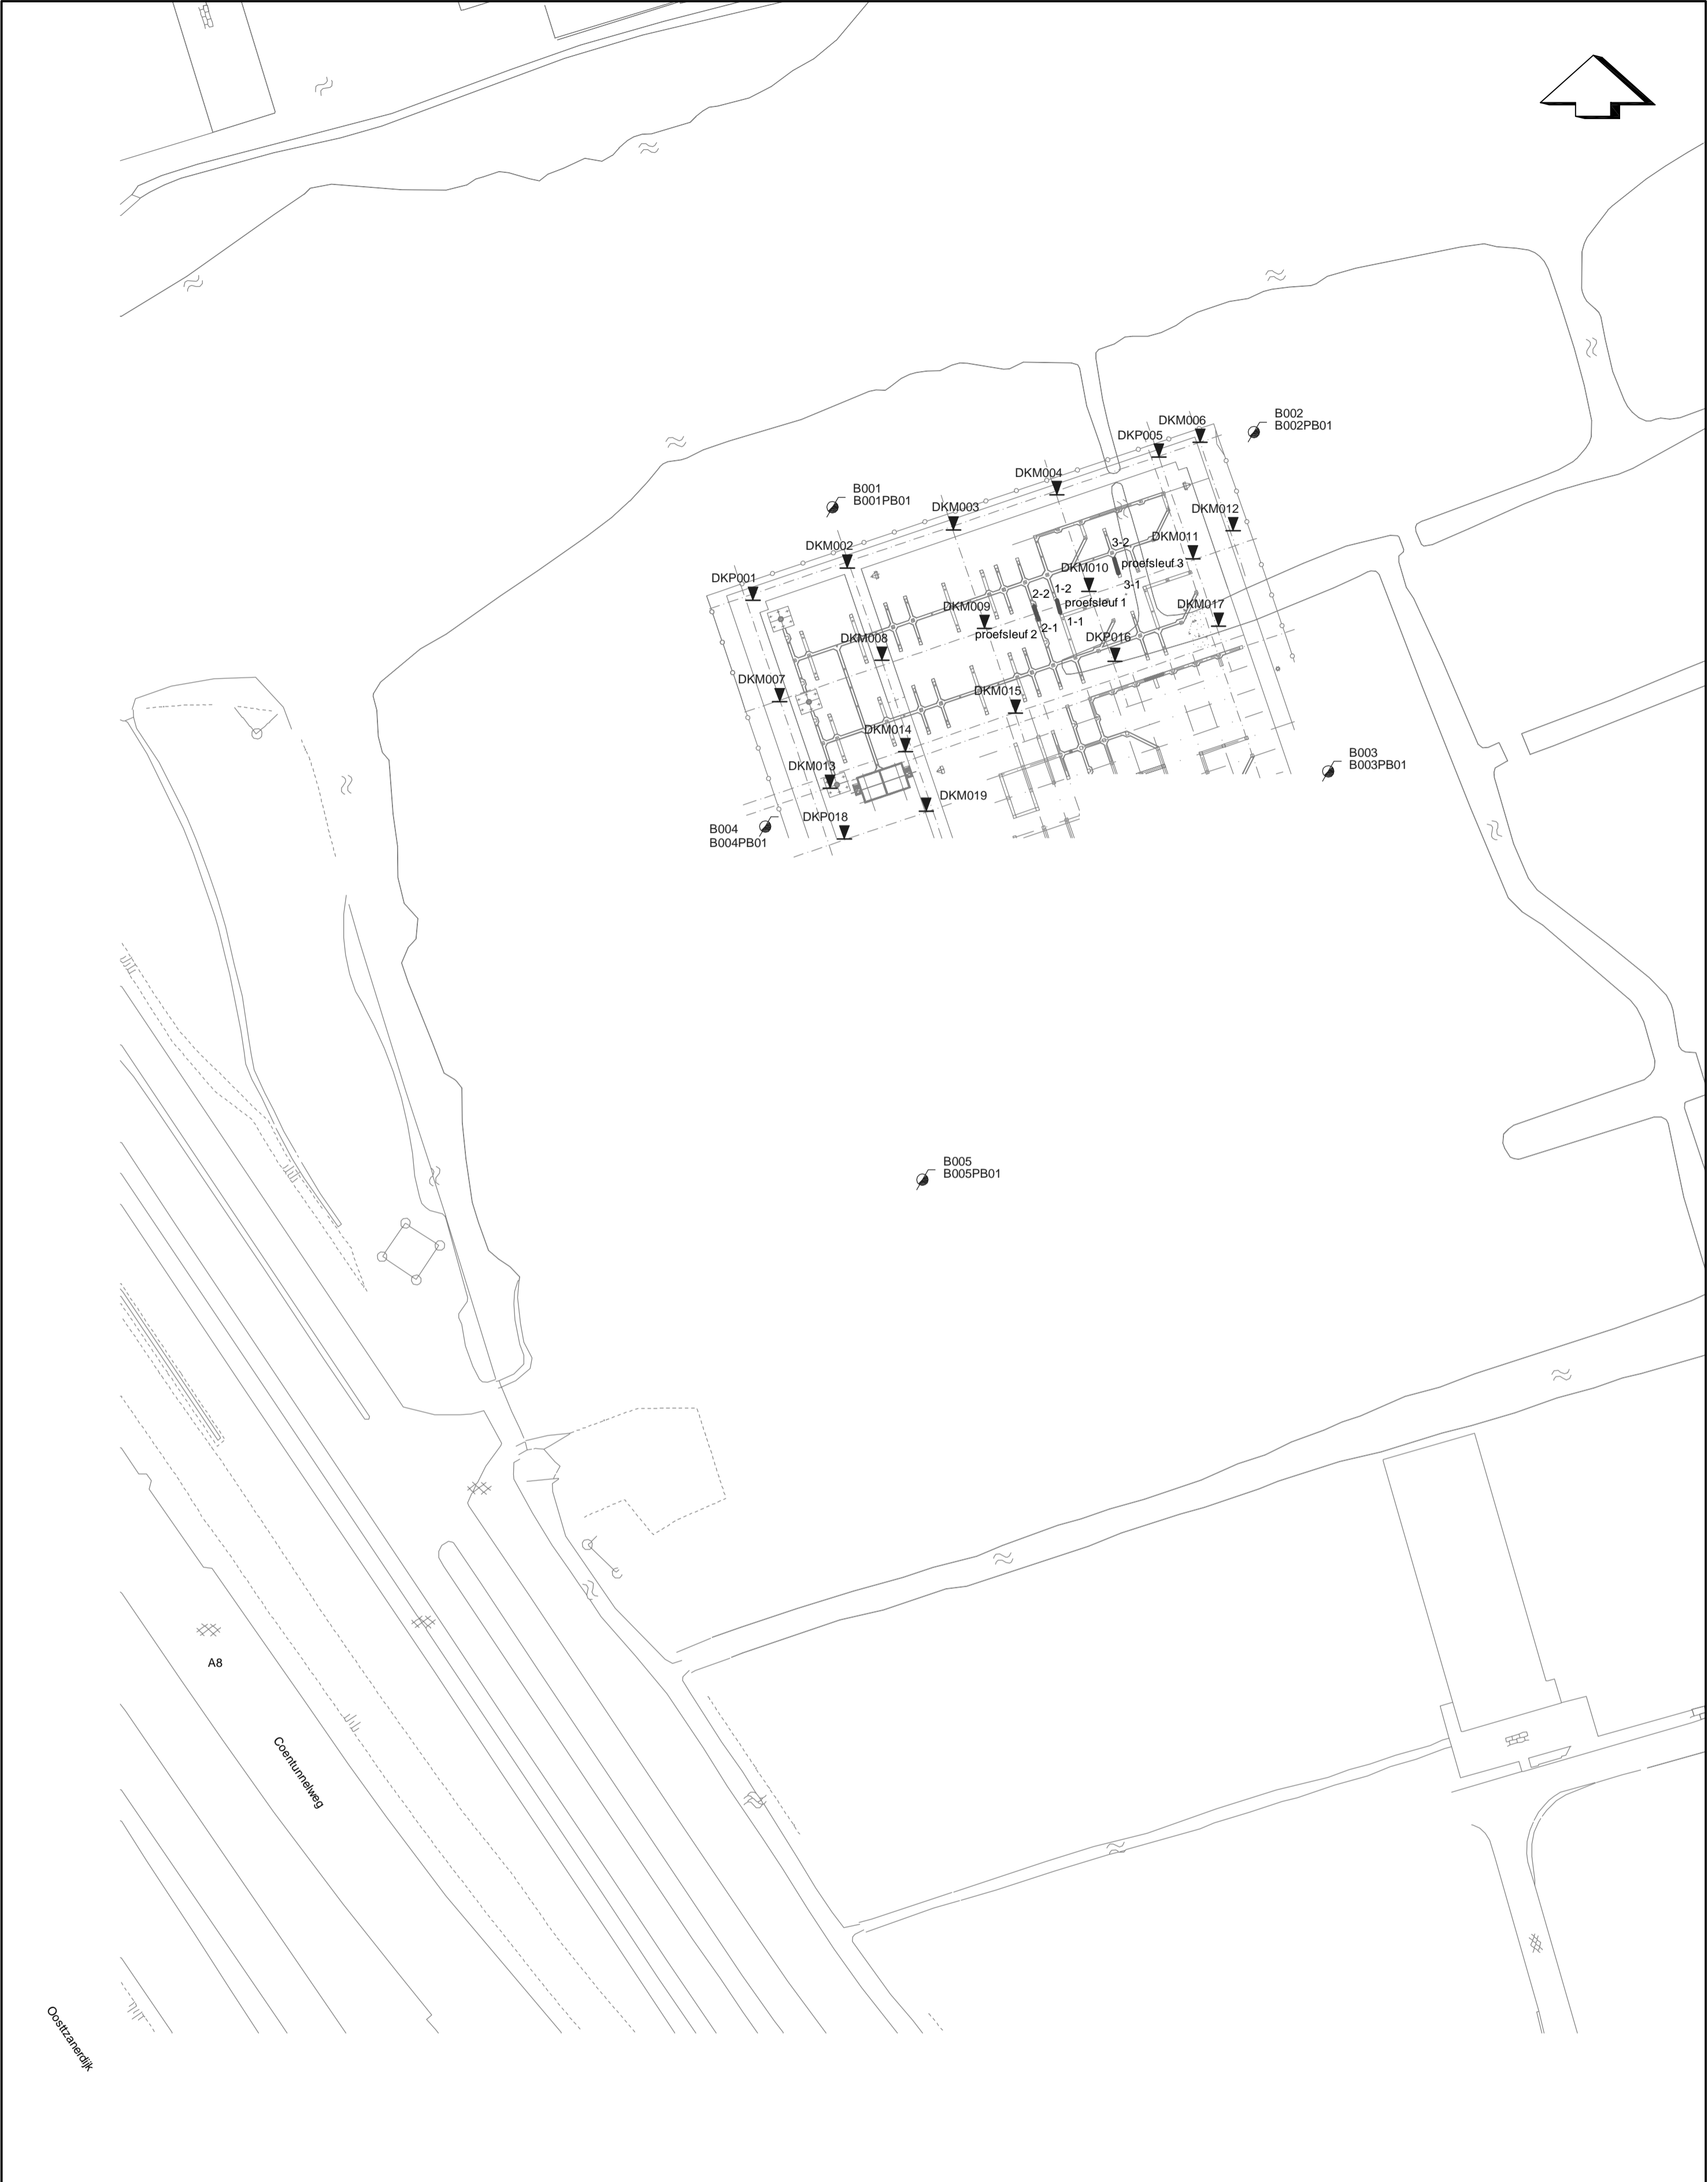 B002
B002PB01
DKM006
DKP005
DKM004
B001
B001PB01
DKM003
DKM012
DKM002
3-2
DKM011
proefsleuf 3
DKP001
DKM010
3-1
1-2
2-2
proefsleuf 1
DKM009
DKM017
1-1
2-1
proefsleuf 2
DKM008
DKP016
DKM007
DKM015
DKM014
B003
B003PB01
DKM013
DKM019
DKP018
B004
B004PB01
B005
B005PB01
A8
Coentunnelweg
Oosttzanerdijk